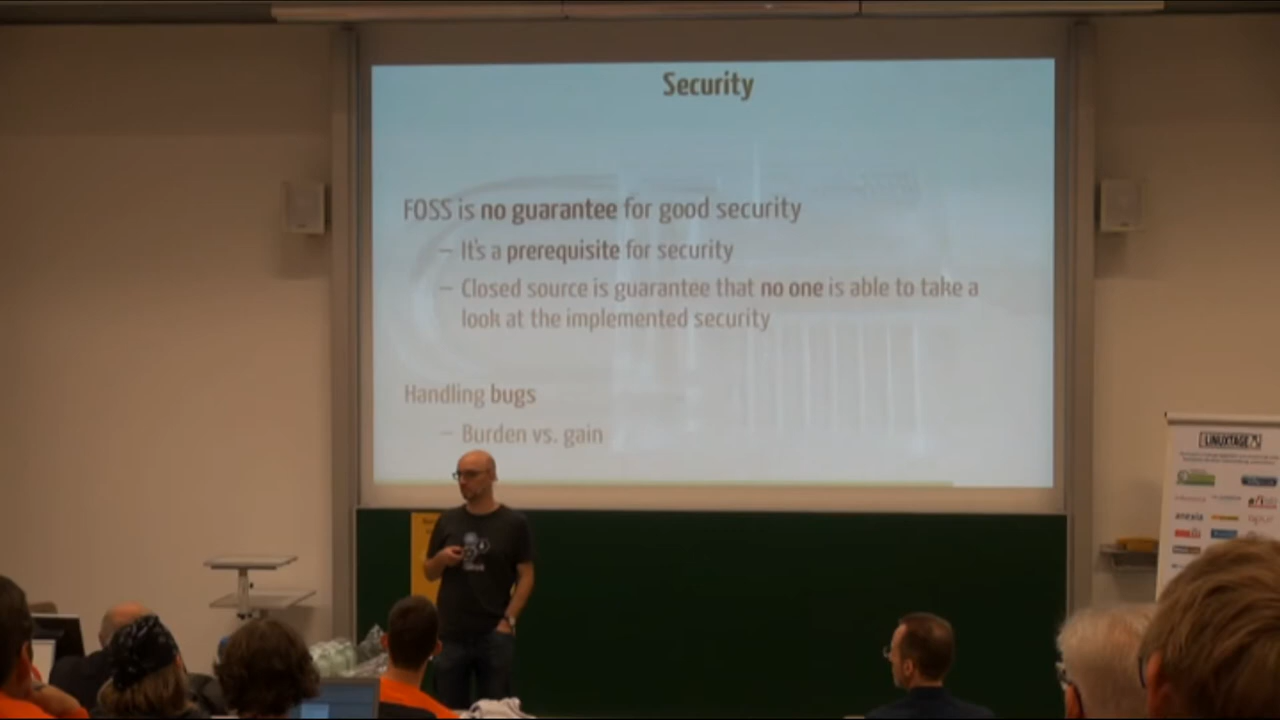 Security
FOSS is no guarantee for good security
– It's a prerequisite for security
– Closed source is guarantee that no one is able to take a
look at the implemented security
Handling bugs
– Burden vs. gain
LINUXTAGE
anexia